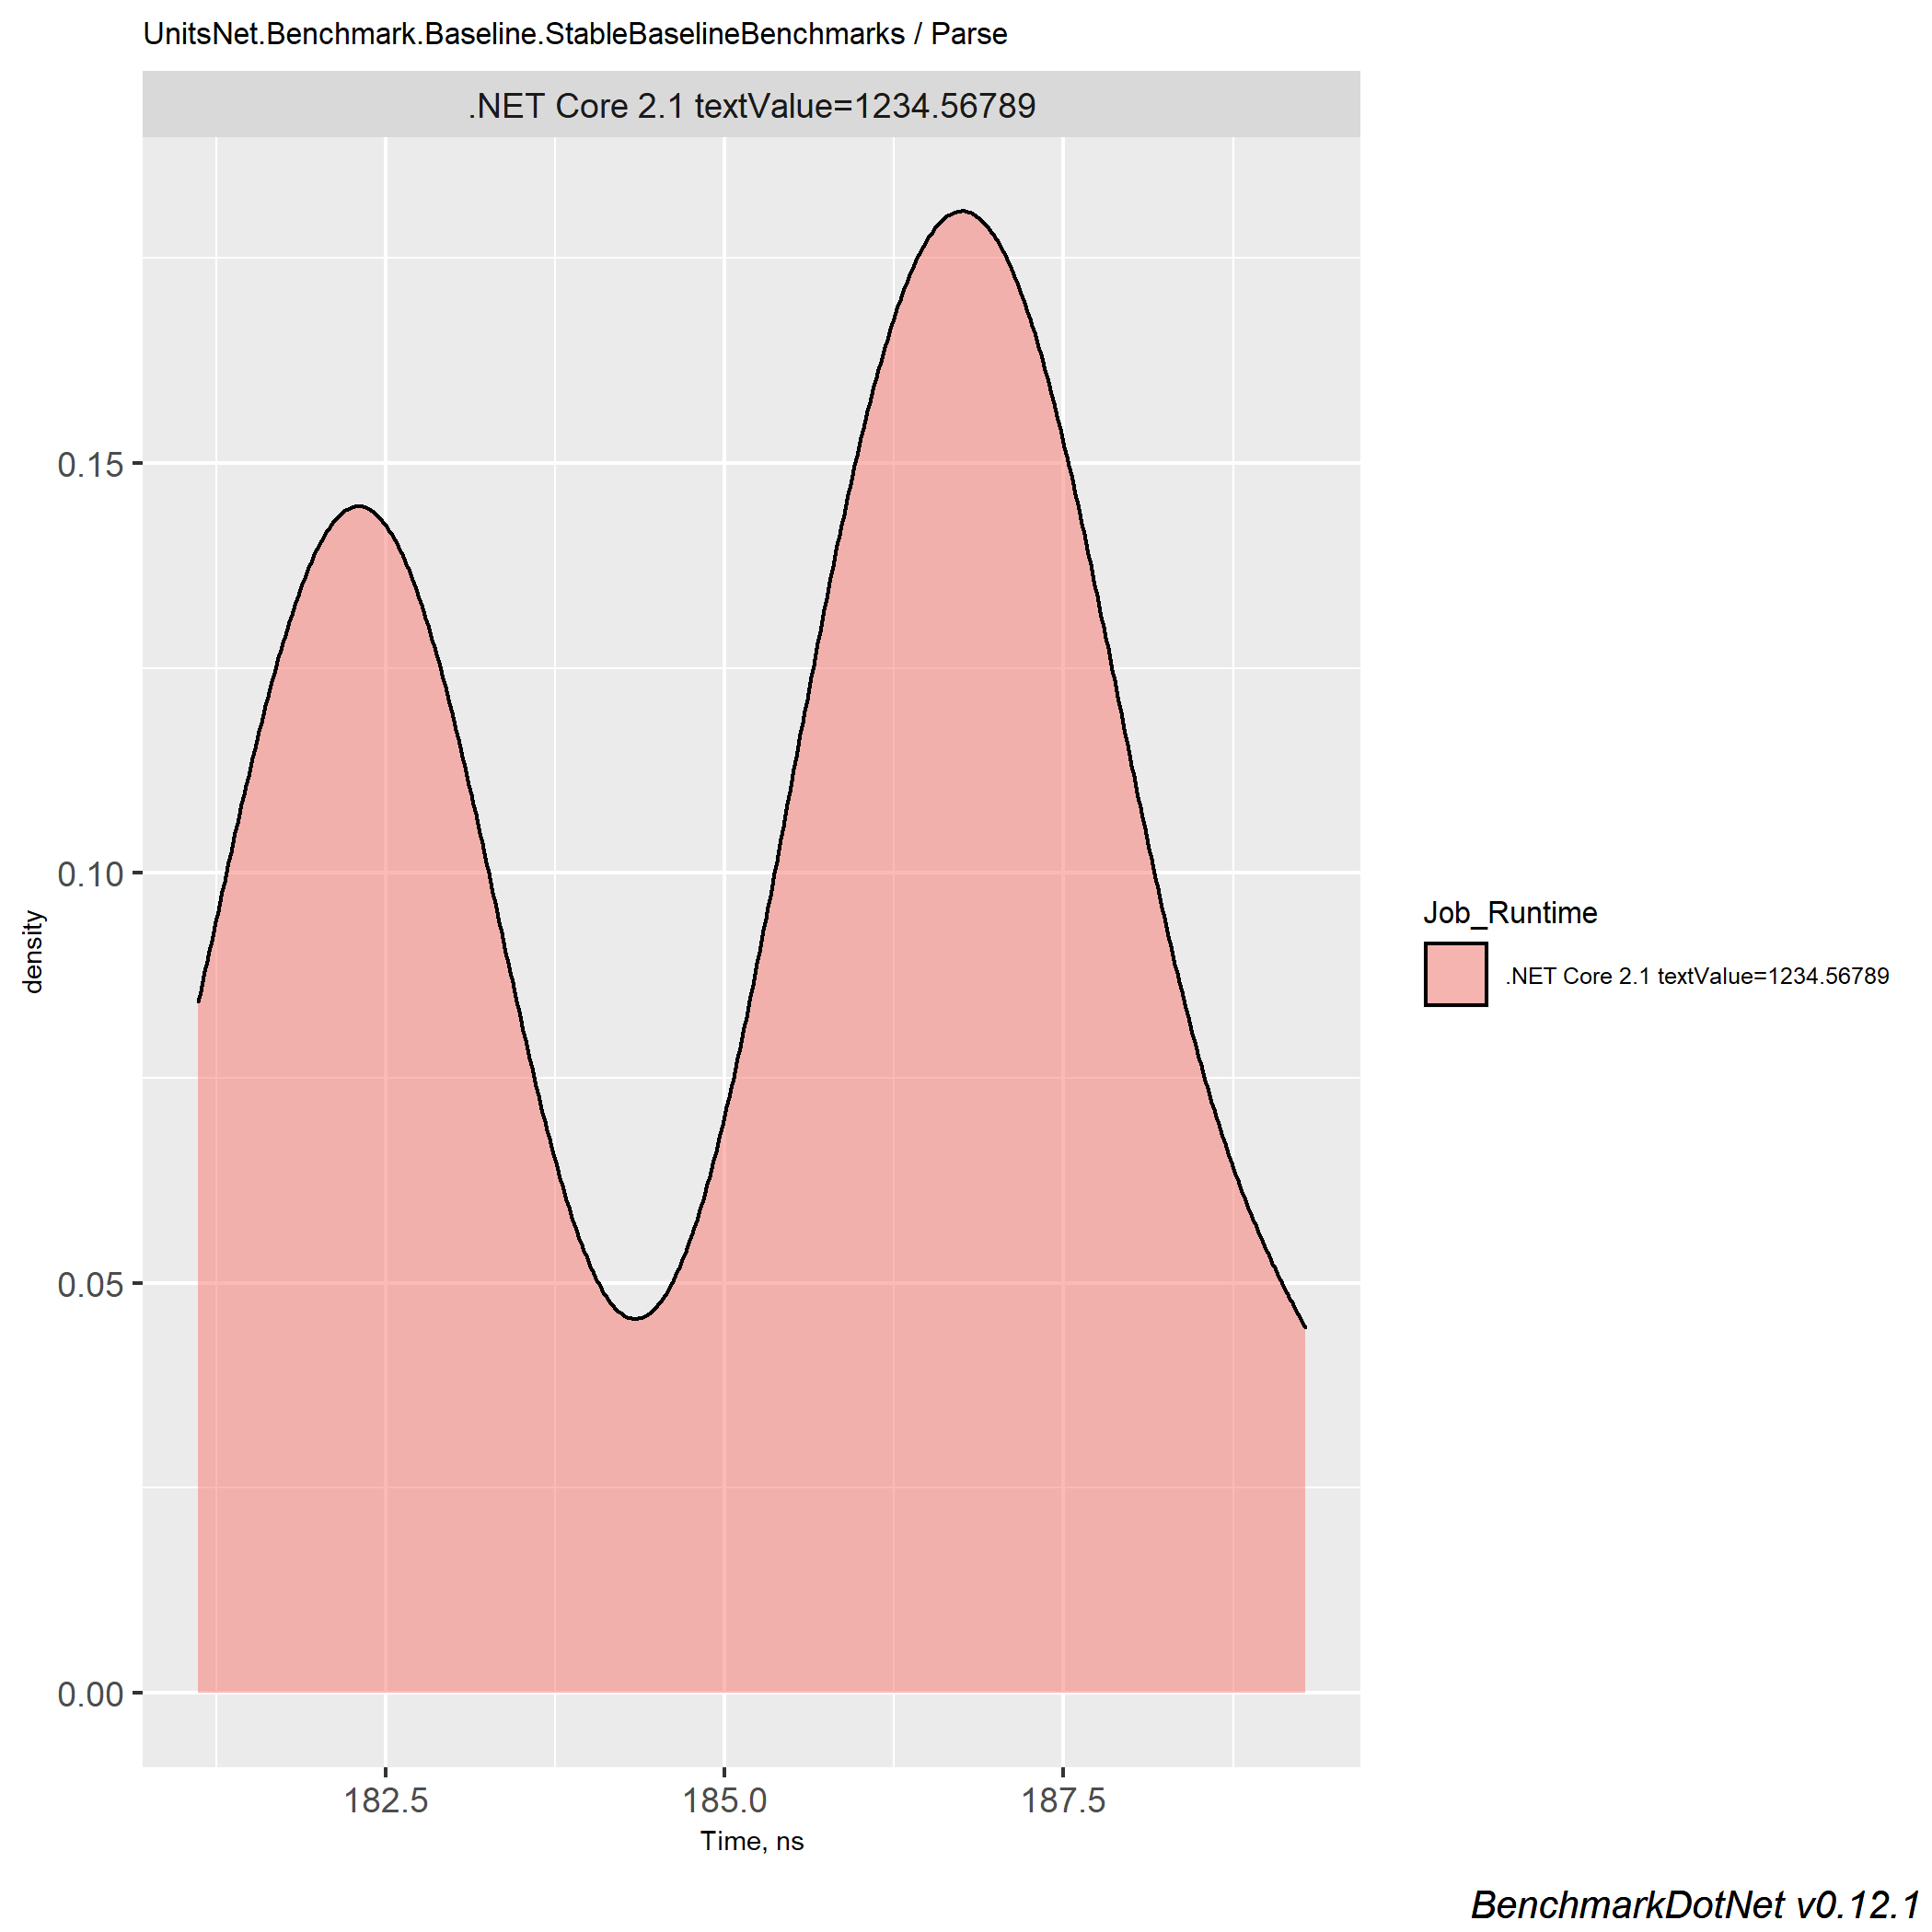 UnitsNet.Benchmark.Baseline.StableBaselineBenchmarks / Parse
.NET Core 2.1 textValue=1234.56789
0.15
0.10
0.05
0.00
density
182.5 185.0 187.5
Time, ns
Job_Runtime
.NET Core 2.1 textValue=1234.56789
BenchmarkDotNet v0.12.1